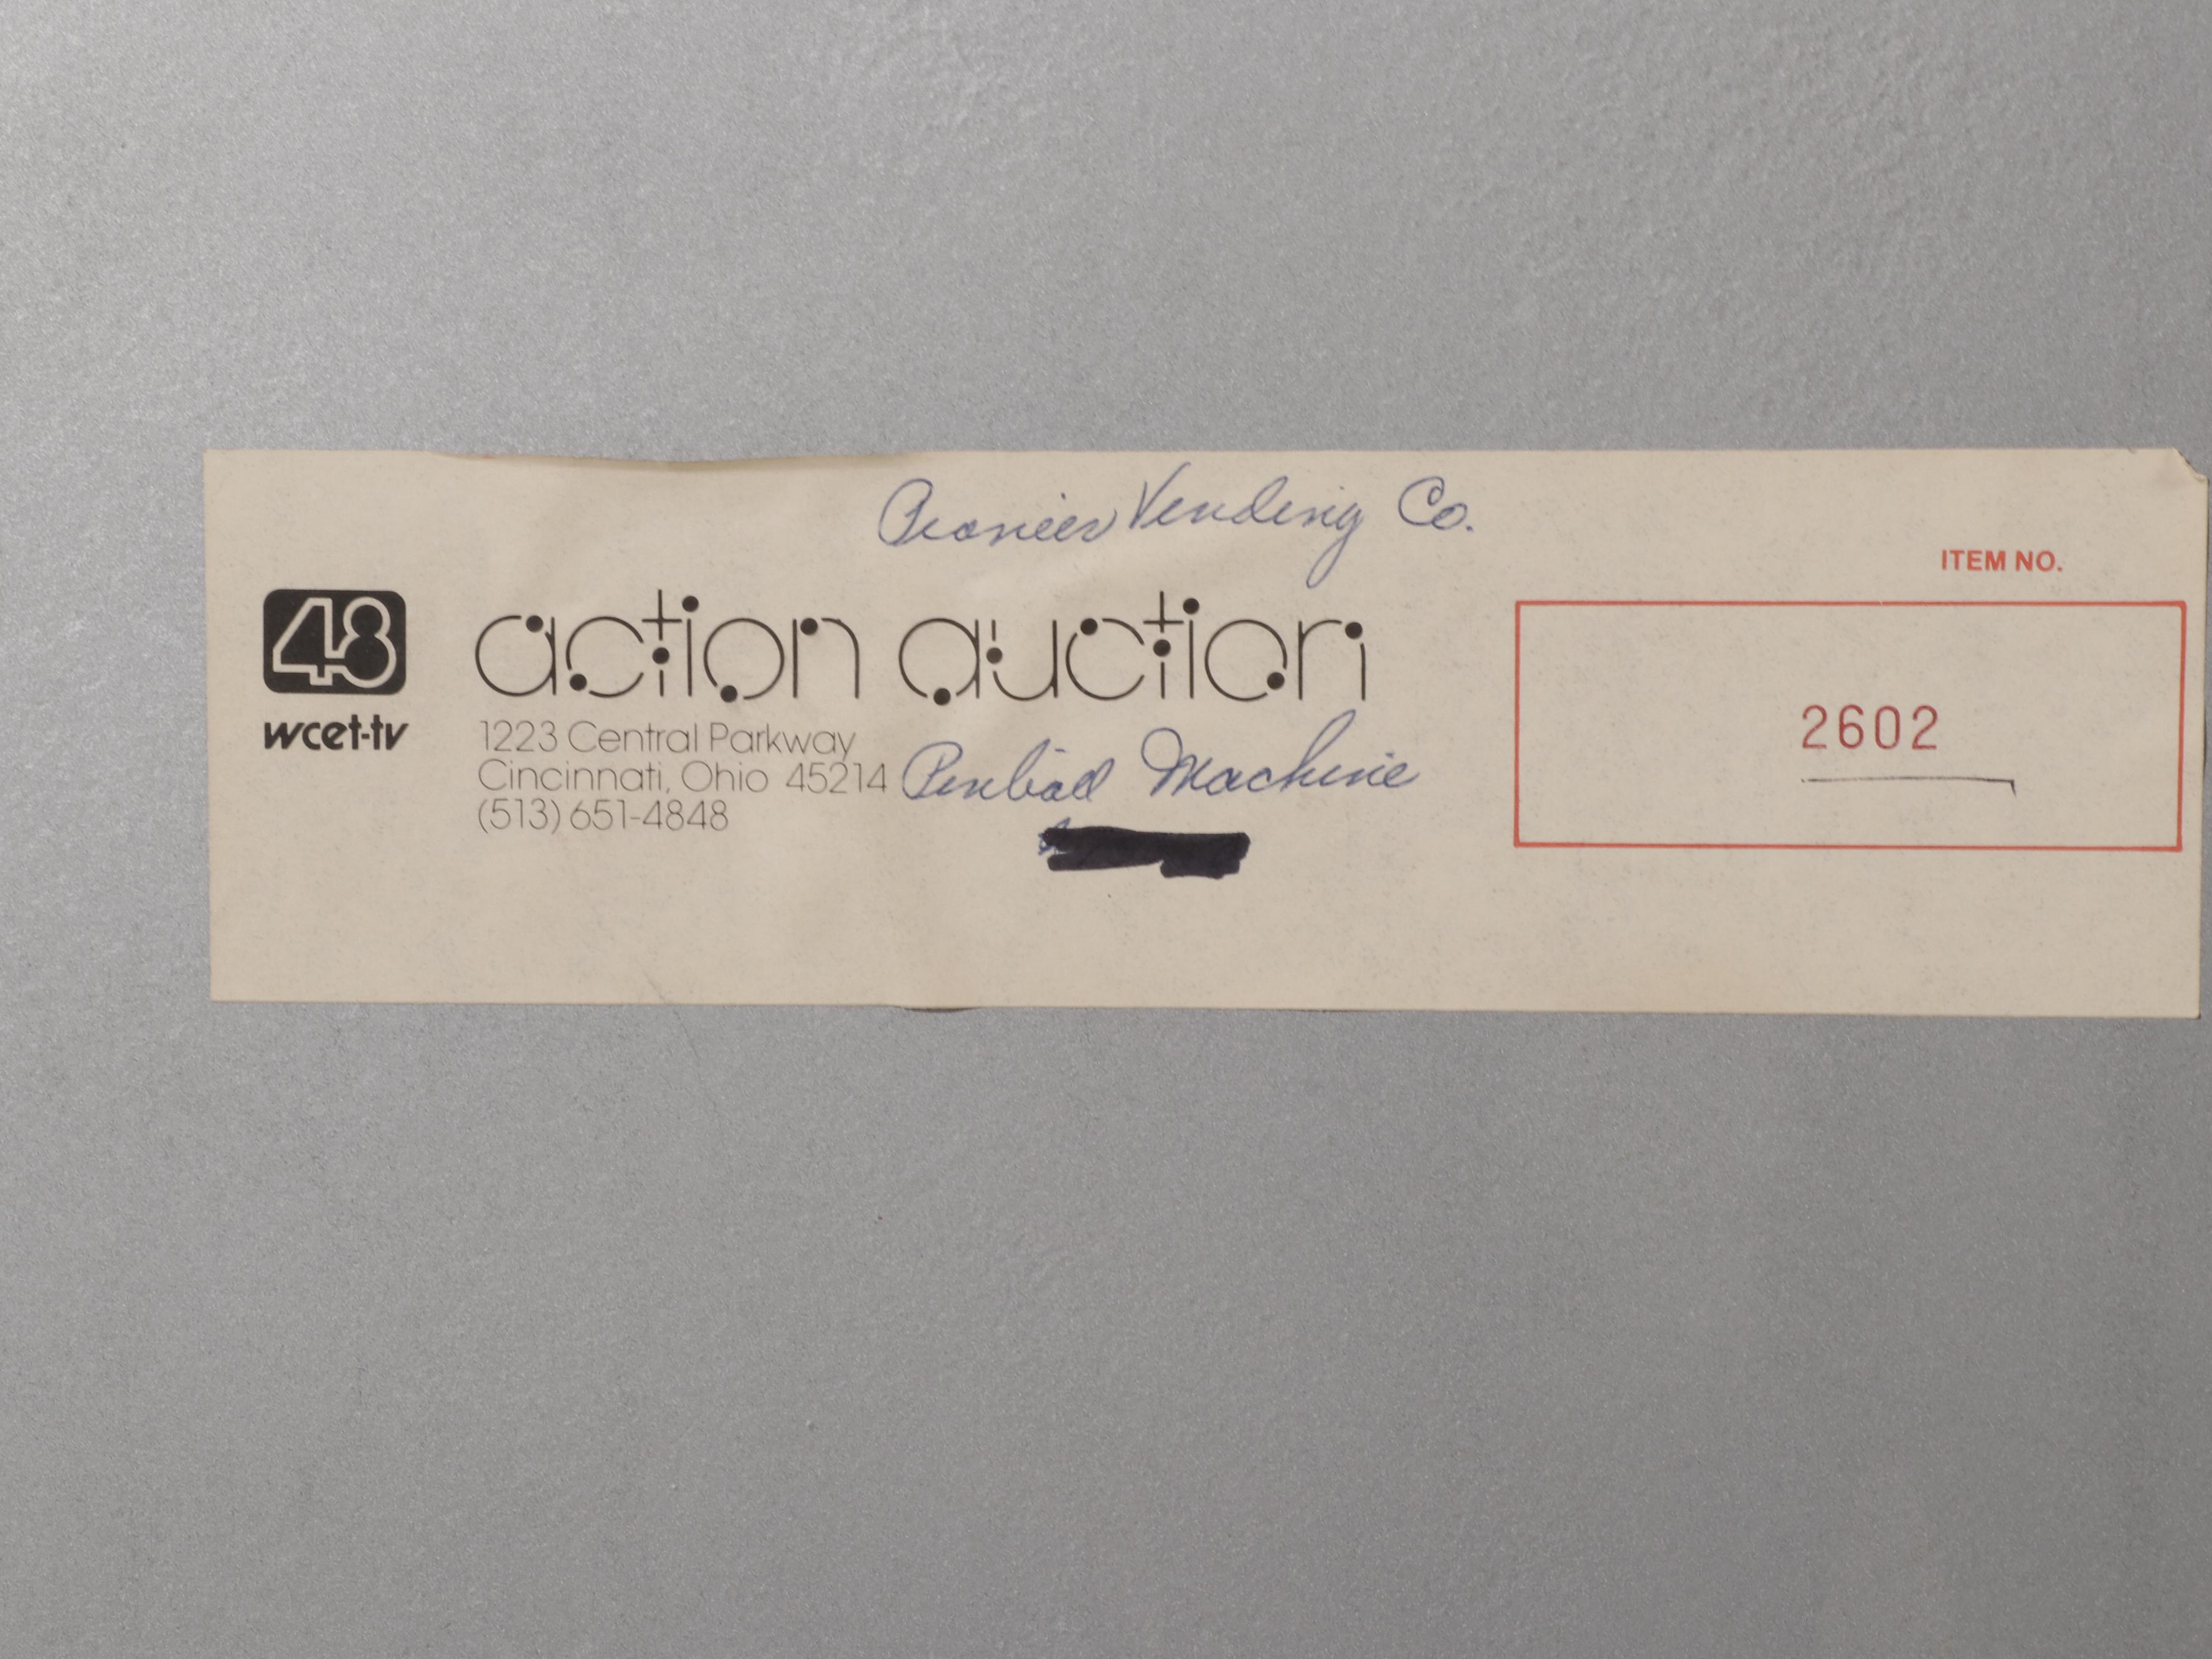 Pioneer Vending Co.
ITEM NO.
48
action auction
wcet-tv
1223 Central Parkway
Cincinnati, Ohio 45214
(513) 651-4848
Pinball Machine
2602